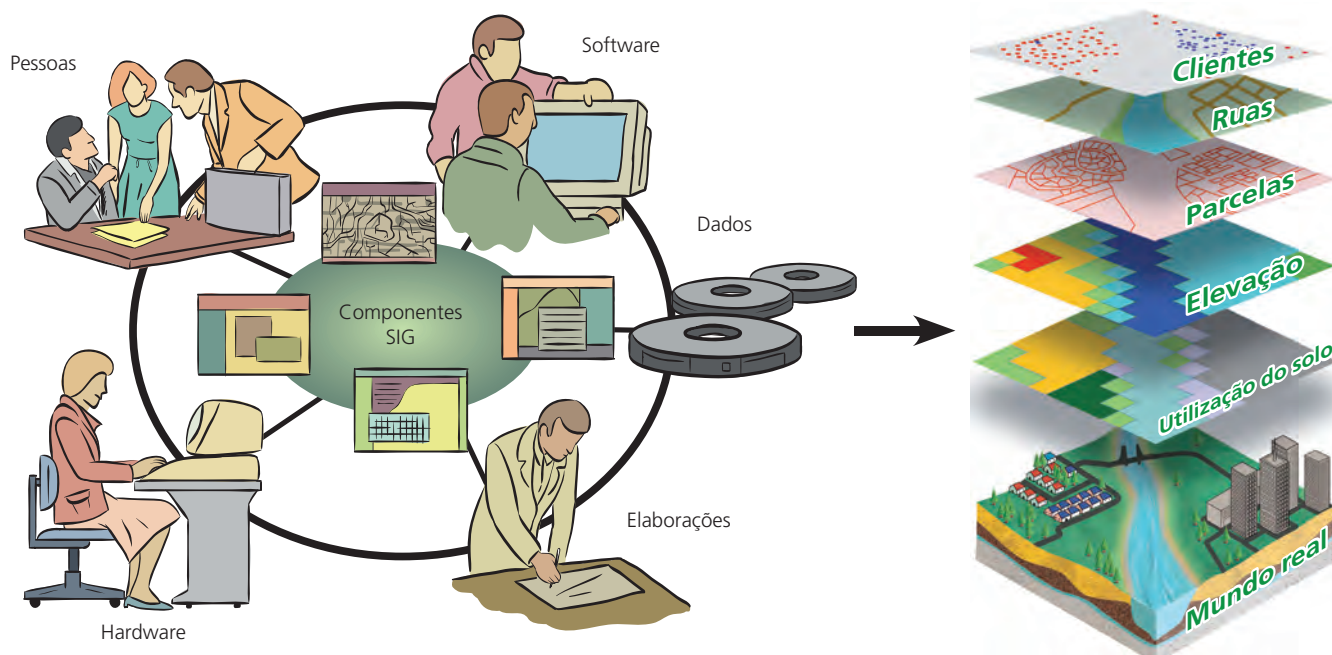 Pessoas
Software
Dados
Componentes
SIG
Elaborações
Hardware
Clientes
Ruas
Parcelas
Elevação
Utilização do solo
Mundo real